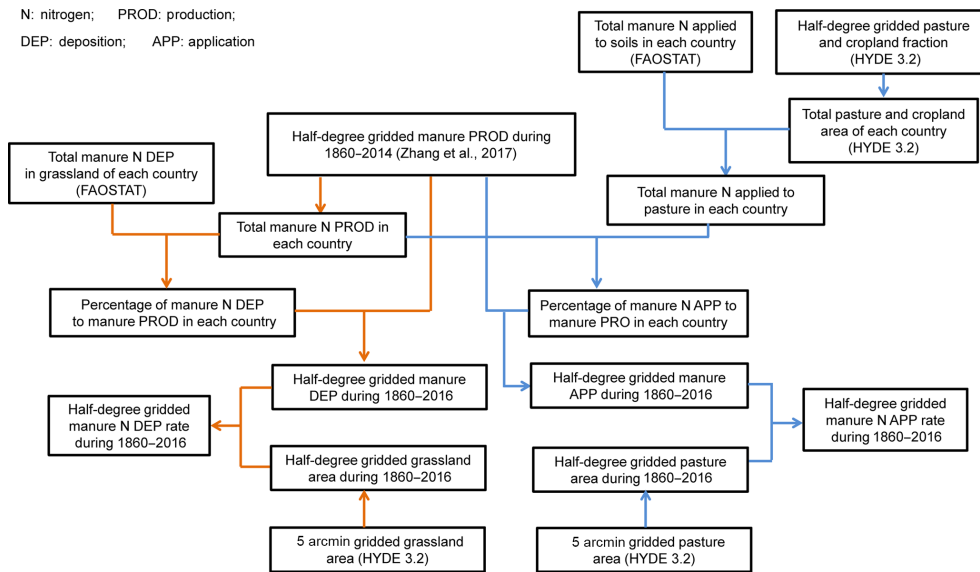 N: nitrogen; PROD: production;
DEP: deposition; APP: application
Total manure N applied
to soils in each country
(FAOSTAT)
Half-degree gridded pasture
and cropland fraction
(HYDE 3.2)
Total pasture and cropland
area of each country
(HYDE 3.2)
Half-degree gridded manure PROD during
1860–2014 (Zhang et al., 2017)
Total manure N DEP
in grassland of each country
(FAOSTAT)
Total manure N applied to
pasture in each country
Total manure N PROD in
each country
Percentage of manure N DEP
to manure PROD in each country
Percentage of manure N APP to
manure PRO in each country
Half-degree gridded manure
DEP during 1860–2016
Half-degree gridded manure
APP during 1860–2016
Half-degree gridded
manure N DEP rate
during 1860–2016
Half-degree gridded
manure N APP rate
during 1860–2016
Half-degree gridded grassland
area during 1860–2016
Half-degree gridded pasture
area during 1860–2016
5 arcmin gridded grassland
area (HYDE 3.2)
5 arcmin gridded pasture
area (HYDE 3.2)